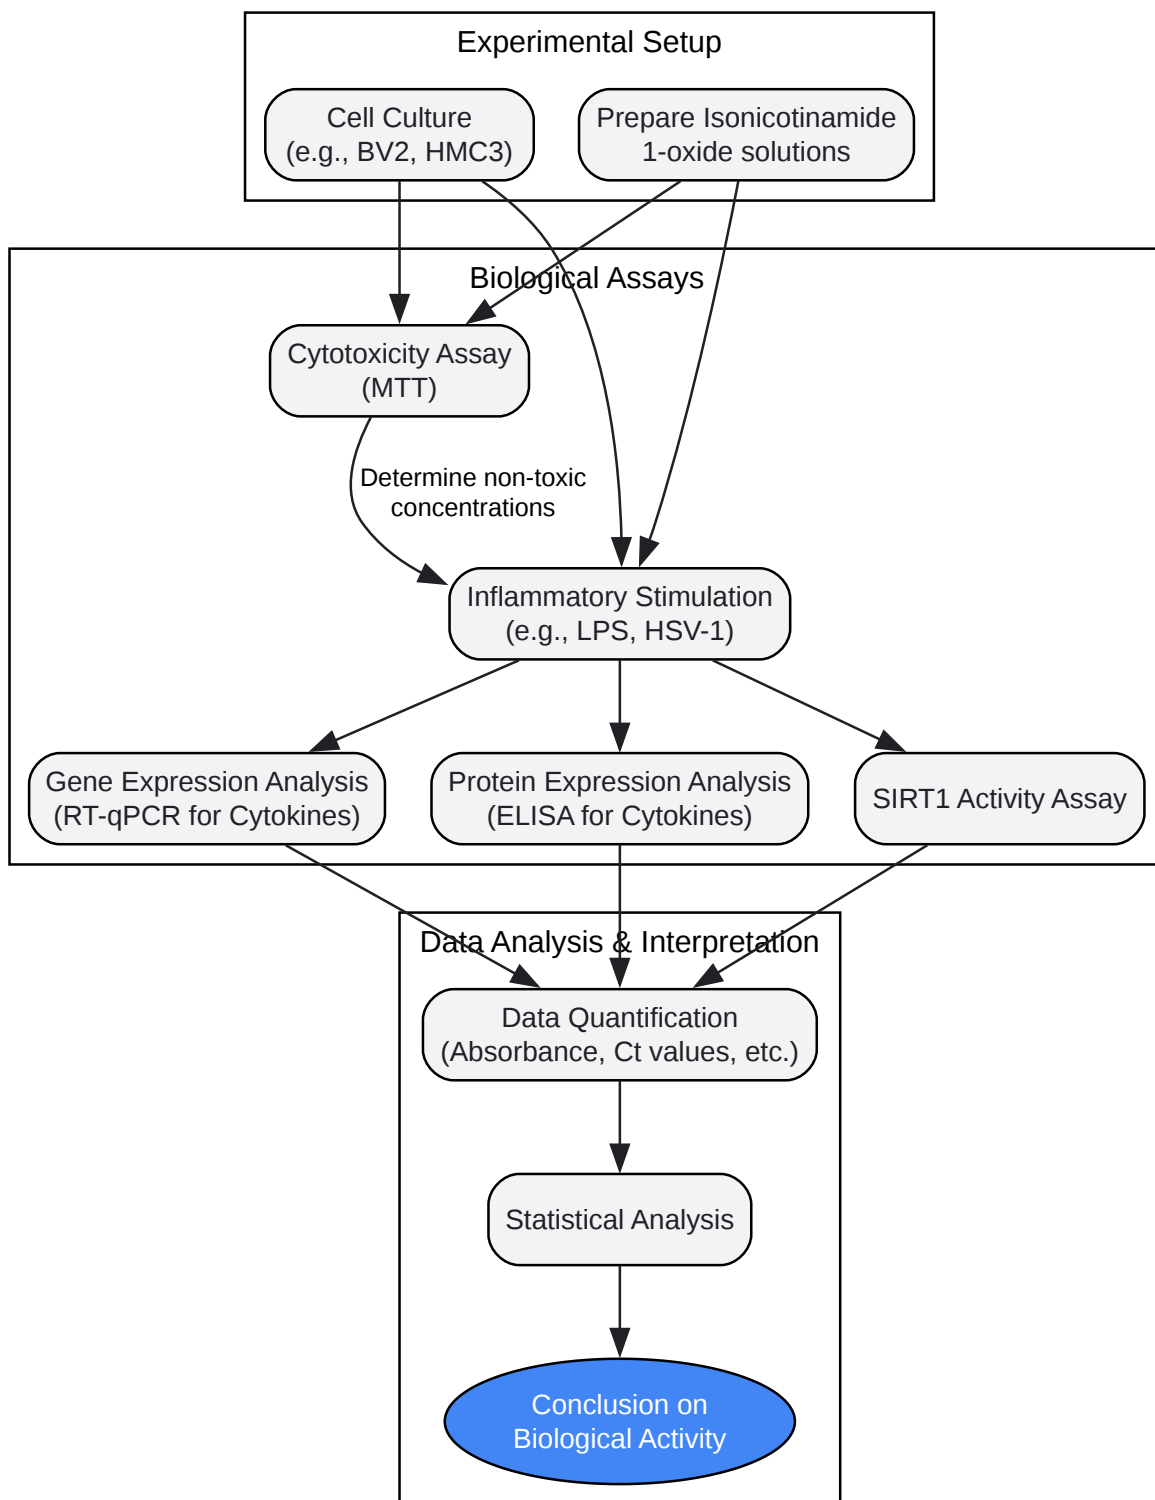 Experimental Setup
Cell Culture
(e.g., BV2, HMC3)
Prepare Isonicotinamide
1-oxide solutions
Biological Assays
Cytotoxicity Assay
(MTT)
Determine non-toxic
concentrations
Inflammatory Stimulation
(e.g., LPS, HSV-1)
Gene Expression Analysis
(RT-qPCR for Cytokines)
Protein Expression Analysis
(ELISA for Cytokines)
SIRT1 Activity Assay
Data Analysis & Interpretation
Data Quantification
(Absorbance, Ct values, etc.)
Statistical Analysis
Conclusion on
Biological Activity